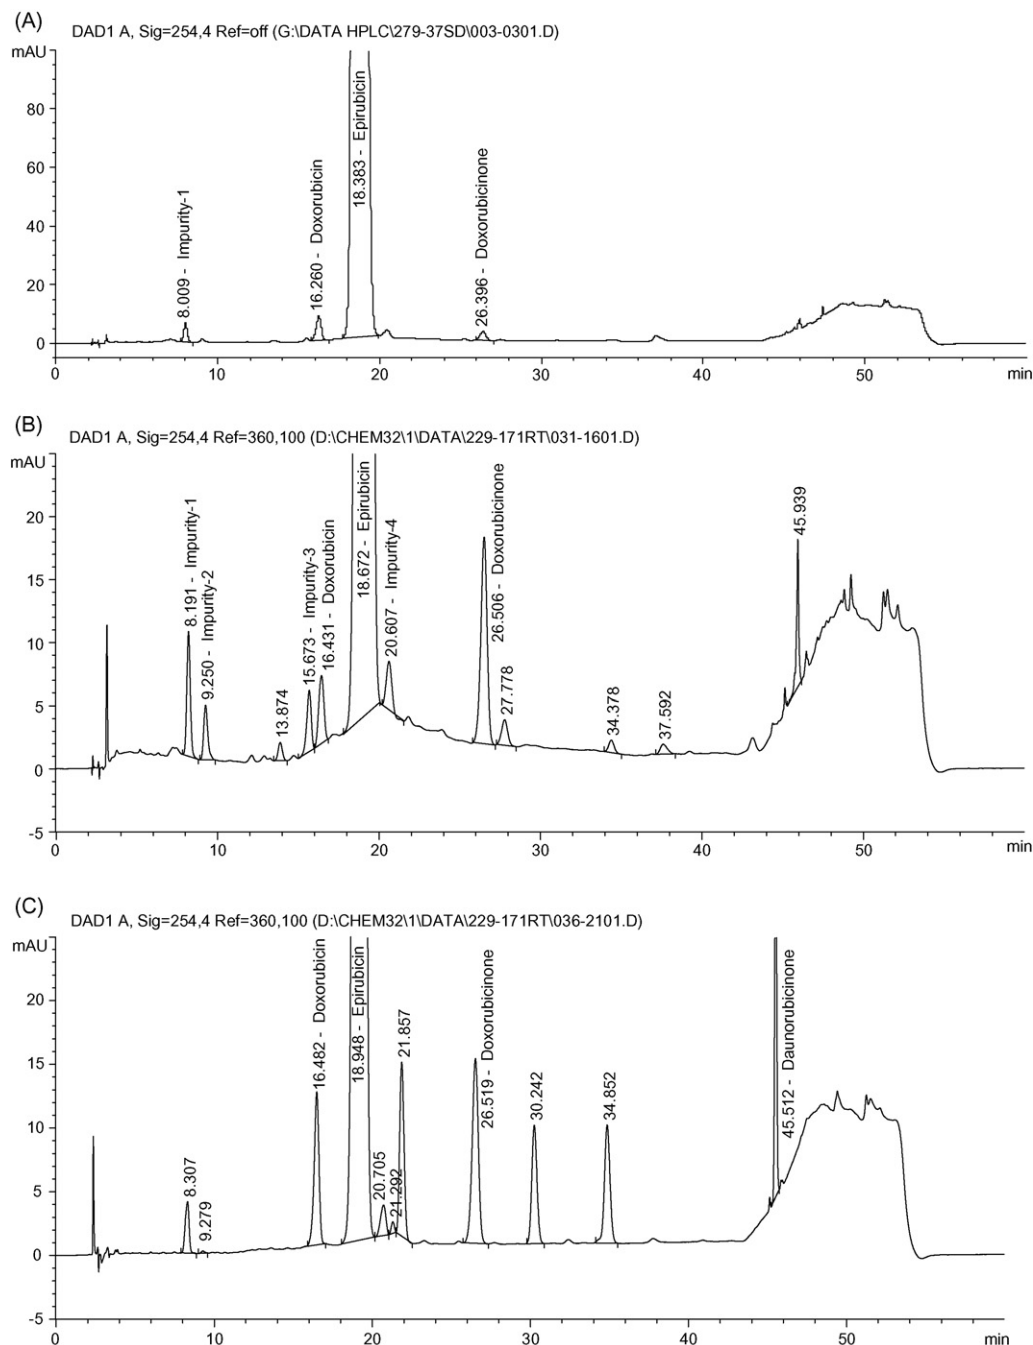 (A)
DAD1 A, Sig=254,4 Ref=off (G:\DATA HPLC\279-37SD\003-0301.D)
mAU
80
60
40
20
0
8.009 - Impurity-1
16.260 - Doxorubicin
18.383 - Epirubicin
26.396 - Doxorubicinone
0
10
20
30
40
50
min
(B)
DAD1 A, Sig=254,4 Ref=360,100 (D:\CHEM32\1\DATA\229-171RT\031-1601.D)
mAU
20
15
10
5
0
-5
8.191 - Impurity-1
9.250 - Impurity-2
13.874
15.673 - Impurity-3
16.431 - Doxorubicin
18.672 - Epirubicin
20.607 - Impurity-4
26.506 - Doxorubicinone
27.778
34.378
37.592
45.939
0
10
20
30
40
50
min
(C)
DAD1 A, Sig=254,4 Ref=360,100 (D:\CHEM32\1\DATA\229-171RT\036-2101.D)
mAU
20
15
10
5
0
-5
8.307
9.279
16.482 - Doxorubicin
18.948 - Epirubicin
20.705
21.292
21.857
26.519 - Doxorubicinone
30.242
34.852
45.512 - Daunorubicinone
0
10
20
30
40
50
min